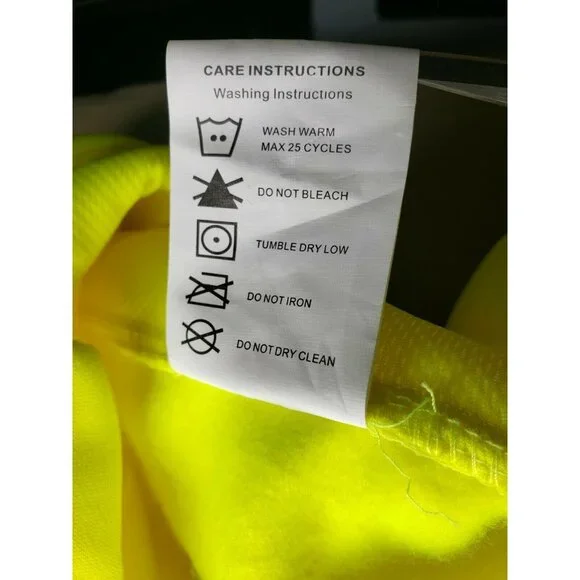 CARE INSTRUCTIONS
Washing Instructions
WASH WARM
MAX 25 CYCLES
DO NOT BLEACH
TUMBLE DRY LOW
DO NOT IRON
DO NOT DRY CLEAN